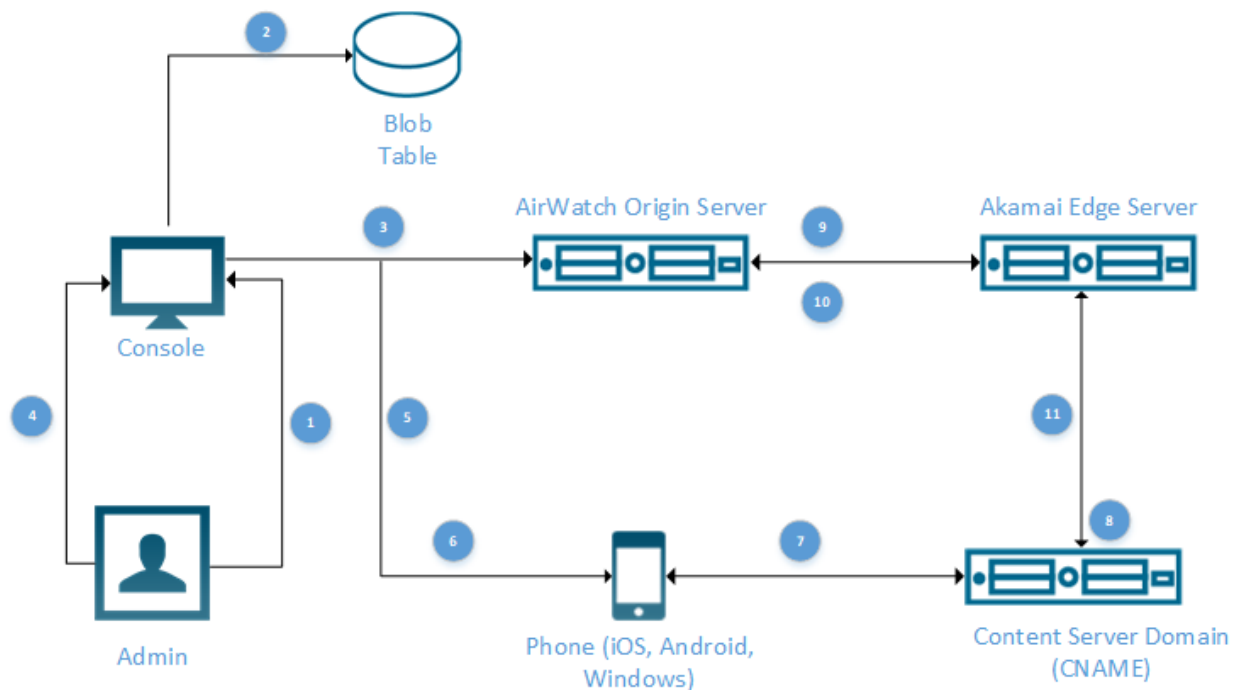 2
Blob
Table
AirWatch Origin Server
Akamai Edge Server
3
9
10
Console
4
1
5
11
6
7
8
Admin
Phone (iOS, Android,
Windows)
Content Server Domain
(CNAME)